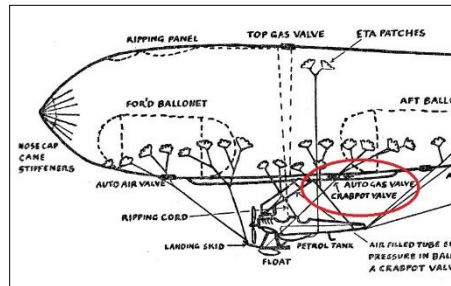 RIPPING PANEL
TOP GAS VALVE
ETA PATCHES
FOR'D BALLONET
AFT BALLO
NOSE CAP
CANE
STIFFENERS
AUTO AIR VALVE
AUTO GAS VALVE
CRABPOT VALVE
A
RIPPING CORD
LANDING SKID
PETROL TANK
FLOAT
AIR FILLED TUBE E
PRESSURE IN BAL
A CRABPOT VAL